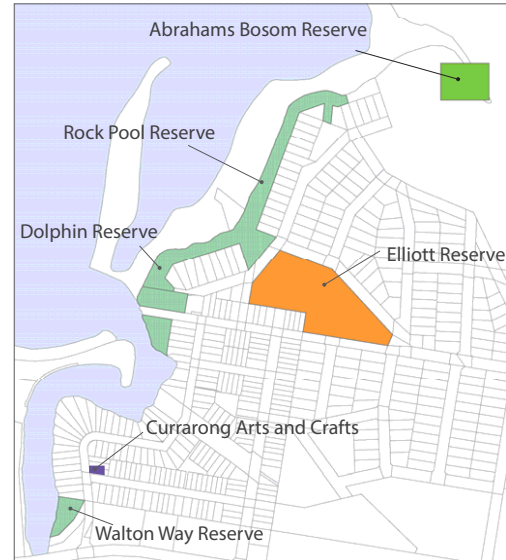 Abrahams Bosom Reserve
Rock Pool Reserve
Dolphin Reserve
Elliott Reserve
Currarong Arts and Crafts
Walton Way Reserve